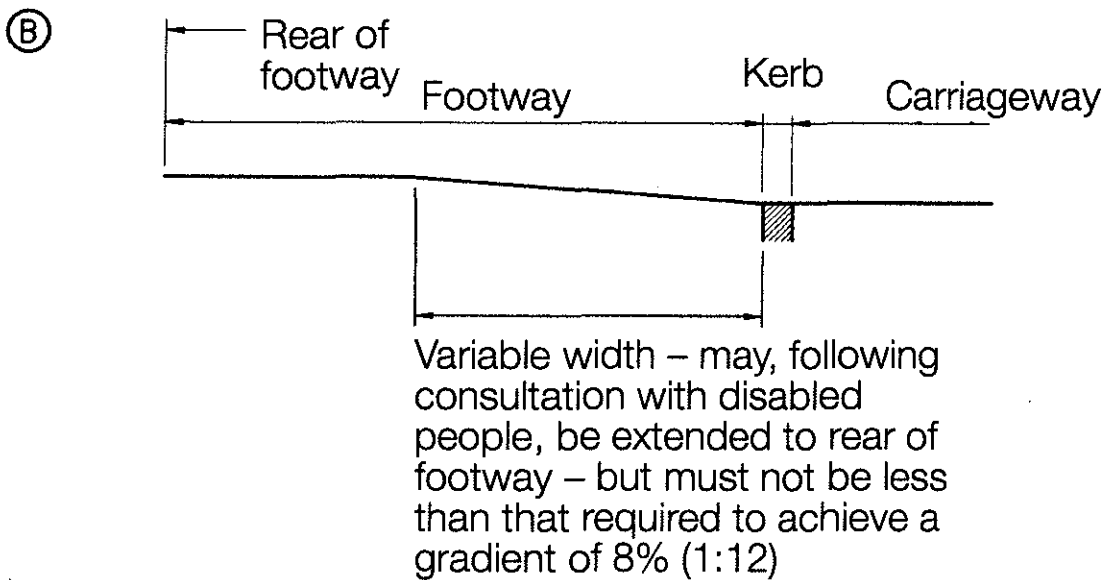 B
Rear of
footway
Footway
Kerb
Carriageway
Variable width – may, following
consultation with disabled
people, be extended to rear of
footway – but must not be less
than that required to achieve a
gradient of 8% (1:12)